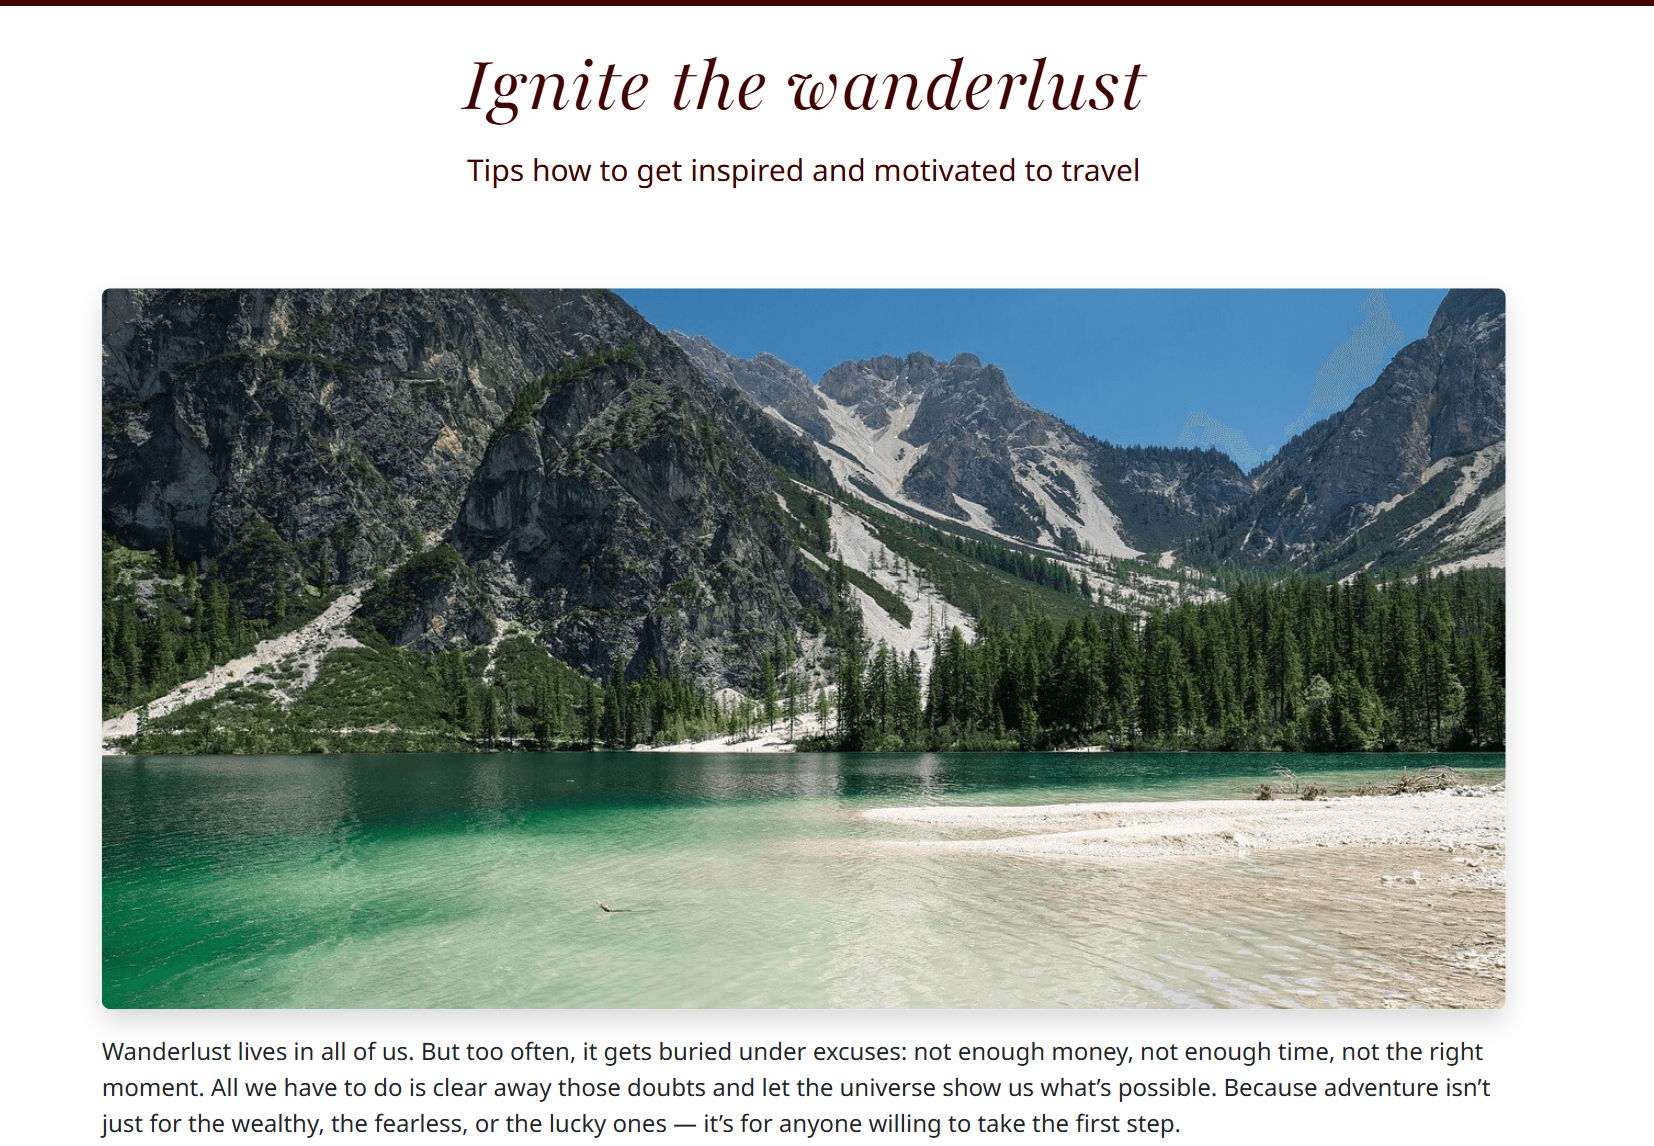 Ignite the wanderlust
Tips how to get inspired and motivated to travel
Wanderlust lives in all of us. But too often, it gets buried under excuses: not enough money, not enough time, not the right
moment. All we have to do is clear away those doubts and let the universe show us what’s possible. Because adventure isn’t
just for the wealthy, the fearless, or the lucky ones — it’s for anyone willing to take the first step.